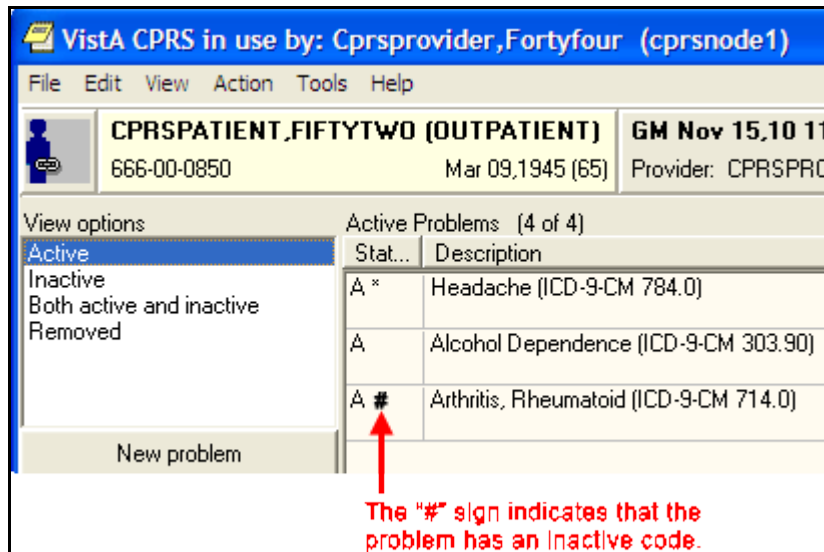 VistA CPRS in use by: Cprsprovider,Fortyfour (cprsnode1)
File Edit View Action Tools Help
CPRSPATIENT,FIFTYTWO (OUTPATIENT)
666-00-0850 Mar 09,1945 (65)
GM Nov 15,10 11
Provider: CPRSPRO
View options
Active
Inactive
Both active and inactive
Removed
New problem
Active Problems (4 of 4)
Stat... Description
A * Headache (ICD-9-CM 784.0)
A Alcohol Dependence (ICD-9-CM 303.90)
A # Arthritis, Rheumatoid (ICD-9-CM 714.0)
The "#" sign indicates that the
problem has an inactive code.